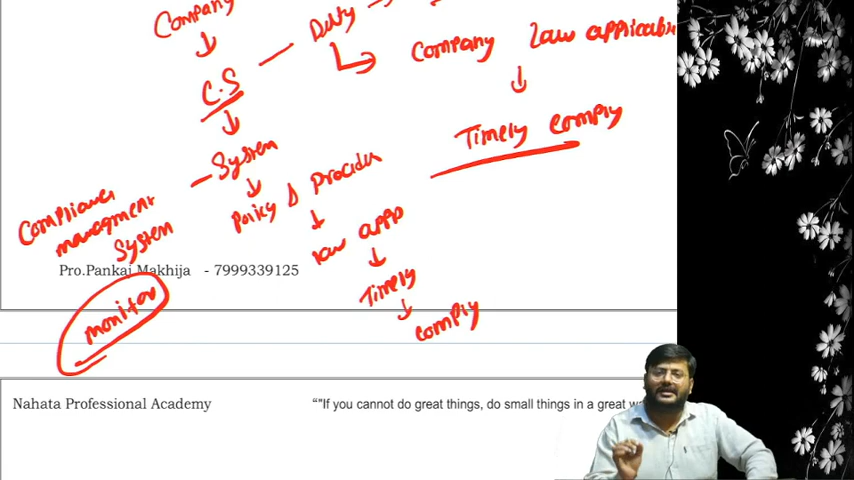 Company
Duty
C.S
Company law applicable
Timely comply
System
Policy & procedur
law app
Timely
comply
Compliance
management
System
Pro.Pankaj Makhija - 7999339125
monitor
Nahata Professional Academy
“"If you cannot do great things, do small things in a great w